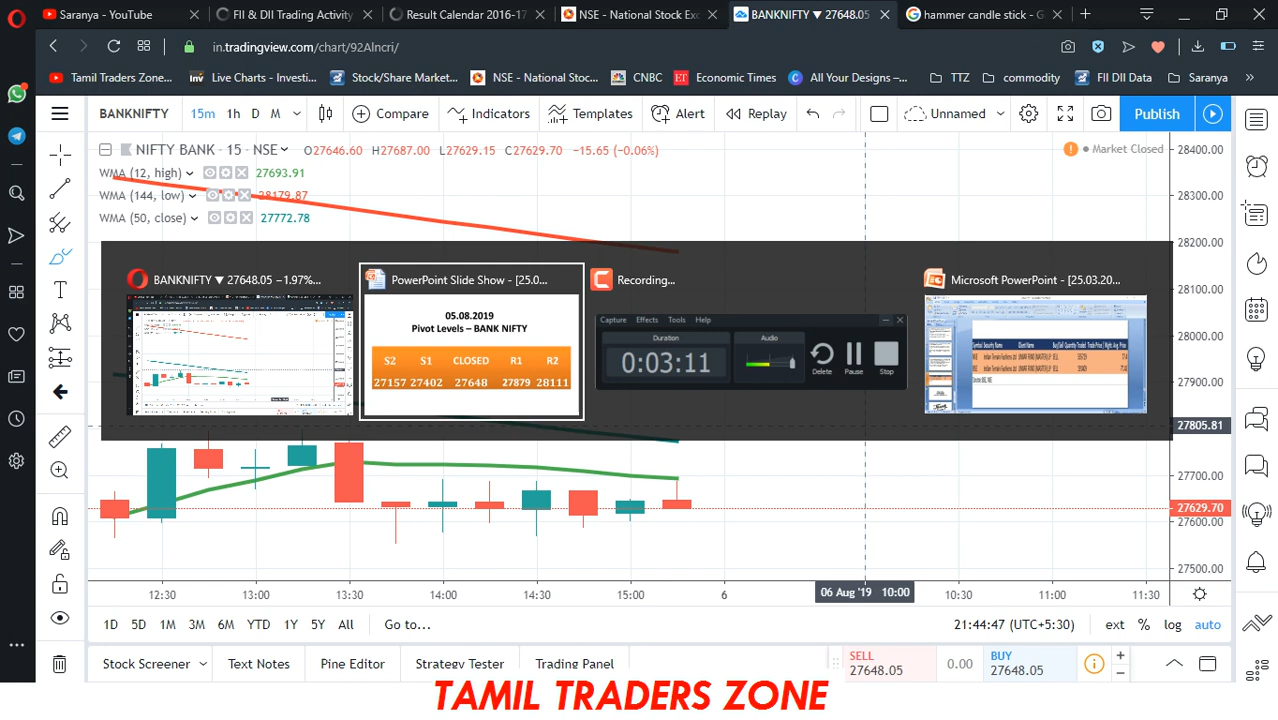 Saranya - YouTube
FII & DII Trading Activity
Result Calendar 2016-17
NSE - National Stock Exc
BANKNIFTY ▼ 27648.05
hammer candle stick - G
in.tradingview.com/chart/92AIncri/
Tamil Traders Zone...
Live Charts - Investi...
Stock/Share Market...
NSE - National Stoc...
CNBC
Economic Times
All Your Designs –...
TTZ
commodity
FII DII Data
Saranya
»
BANKNIFTY 15m 1h D M Compare Indicators Templates Alert Replay Unnamed Publish
NIFTY BANK · 15 · NSE O27646.60 H27687.00 L27629.15 C27629.70 −15.65 (−0.06%)
Market Closed
WMA (12, high) 27693.91
WMA (144, low) 28179.87
WMA (50, close) 27772.78
28400.00
28300.00
28200.00
28100.00
28000.00
27900.00
27805.81
27700.00
27629.70
27600.00
27500.00
BANKNIFTY ▼ 27648.05 −1.97%...
PowerPoint Slide Show - [25.0...
05.08.2019
Pivot Levels – BANK NIFTY
S2 S1 CLOSED R1 R2
27157 27402 27648 27879 28111
Recording...
Capture Effects Tools Help
Duration
0:03:11
Audio
Delete Pause Stop
Microsoft PowerPoint - [25.03.20...
12:30 13:00 13:30 14:00 14:30 15:00 6 06 Aug '19 10:00 10:30 11:00 11:30
1D 5D 1M 3M 6M YTD 1Y 5Y All Go to... 21:44:47 (UTC+5:30) ext % log auto
Stock Screener Text Notes Pine Editor Strategy Tester Trading Panel
SELL
27648.05
0.00
BUY
27648.05
TAMIL TRADERS ZONE